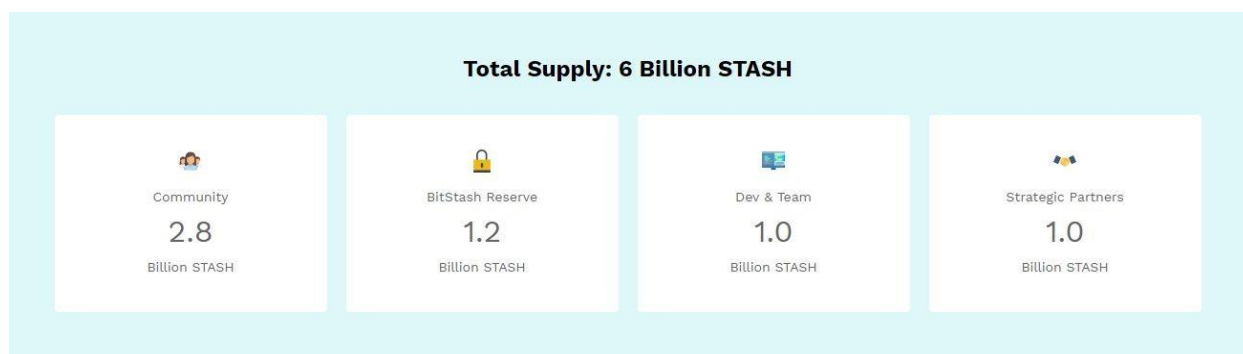 Total Supply: 6 Billion STASH
Community
2.8
Billion STASH
BitStash Reserve
1.2
Billion STASH
Dev & Team
1.0
Billion STASH
Strategic Partners
1.0
Billion STASH